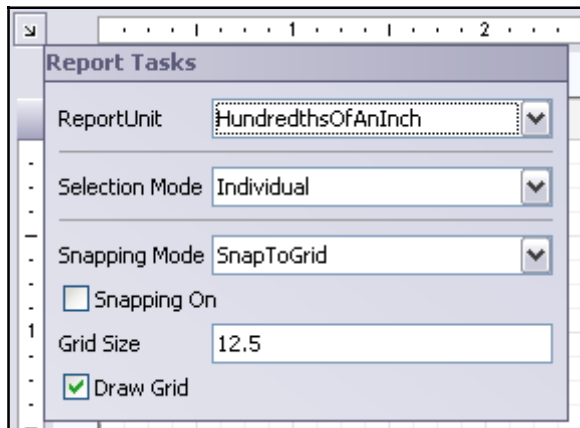 1 2
Report Tasks
ReportUnit HundredthsOfAnInch
Selection Mode Individual
Snapping Mode SnapToGrid
Snapping On
1
Grid Size 12.5
Draw Grid